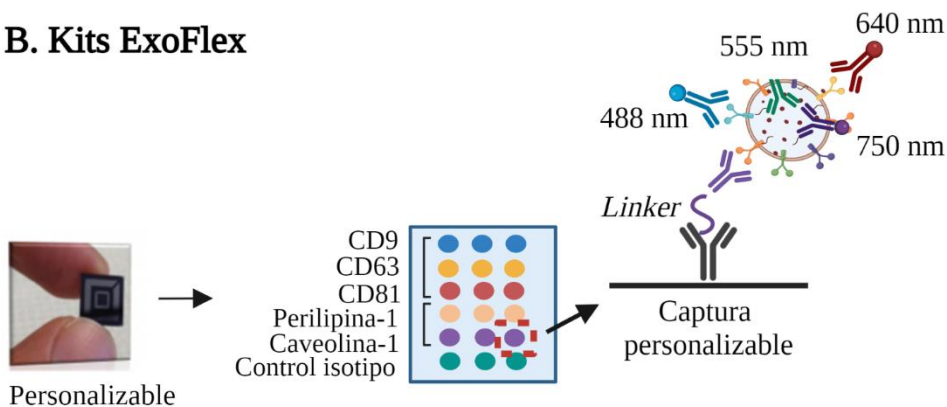 B. Kits ExoFlex
640 nm
555 nm
488 nm
750 nm
Linker
CD9
CD63
CD81
Perilipina-1
Caveolina-1
Control isotipo
Captura
personalizable
Personalizable